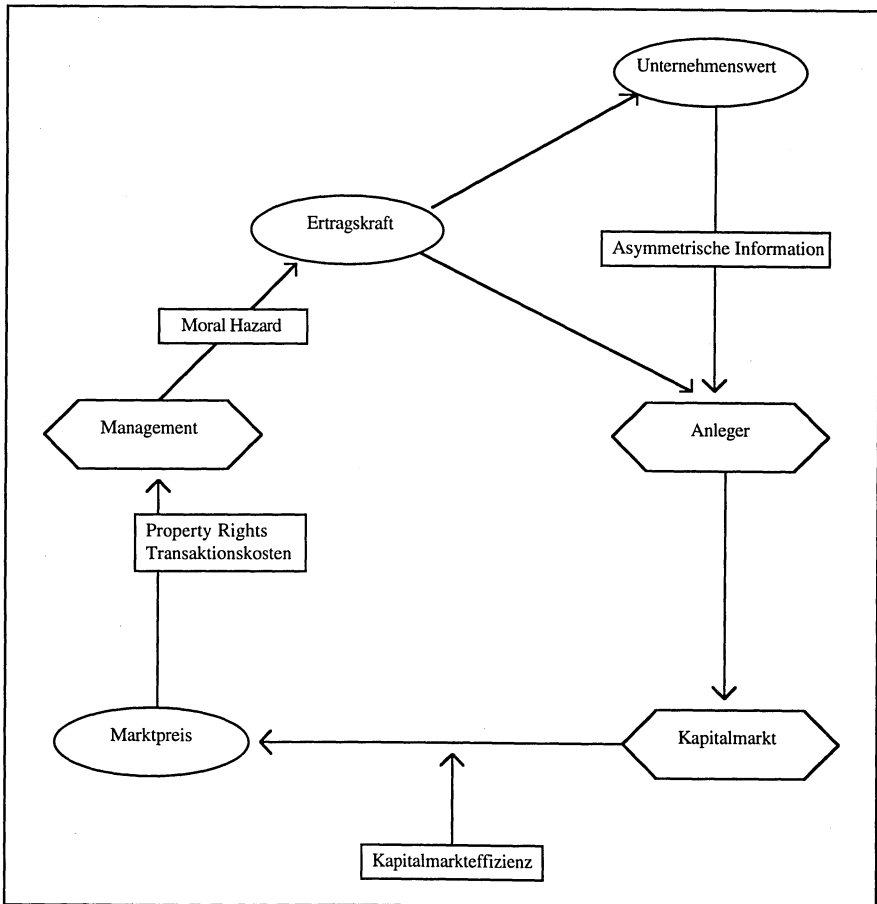 Unternehmenswert
Ertragskraft
Asymmetrische Information
Moral Hazard
Management
Anleger
Property Rights
Transaktionskosten
Marktpreis
Kapitalmarkt
Kapitalmarkteffizienz